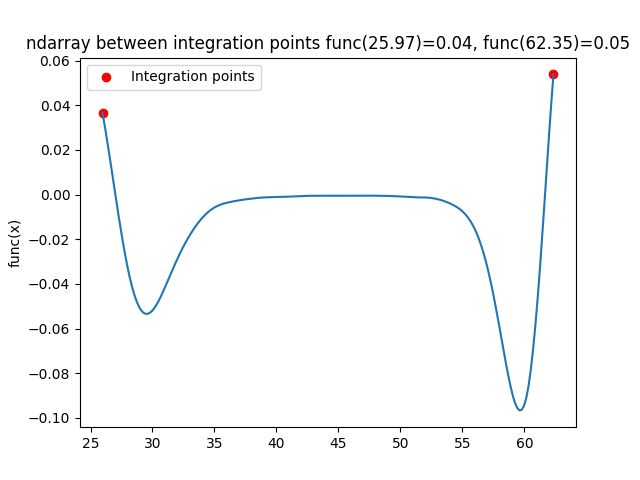 ndarray between integration points func(25.97)=0.04, func(62.35)=0.05
Integration points
func(x)
0.06
0.04
0.02
0.00
−0.02
−0.04
−0.06
−0.08
−0.10
25 30 35 40 45 50 55 60